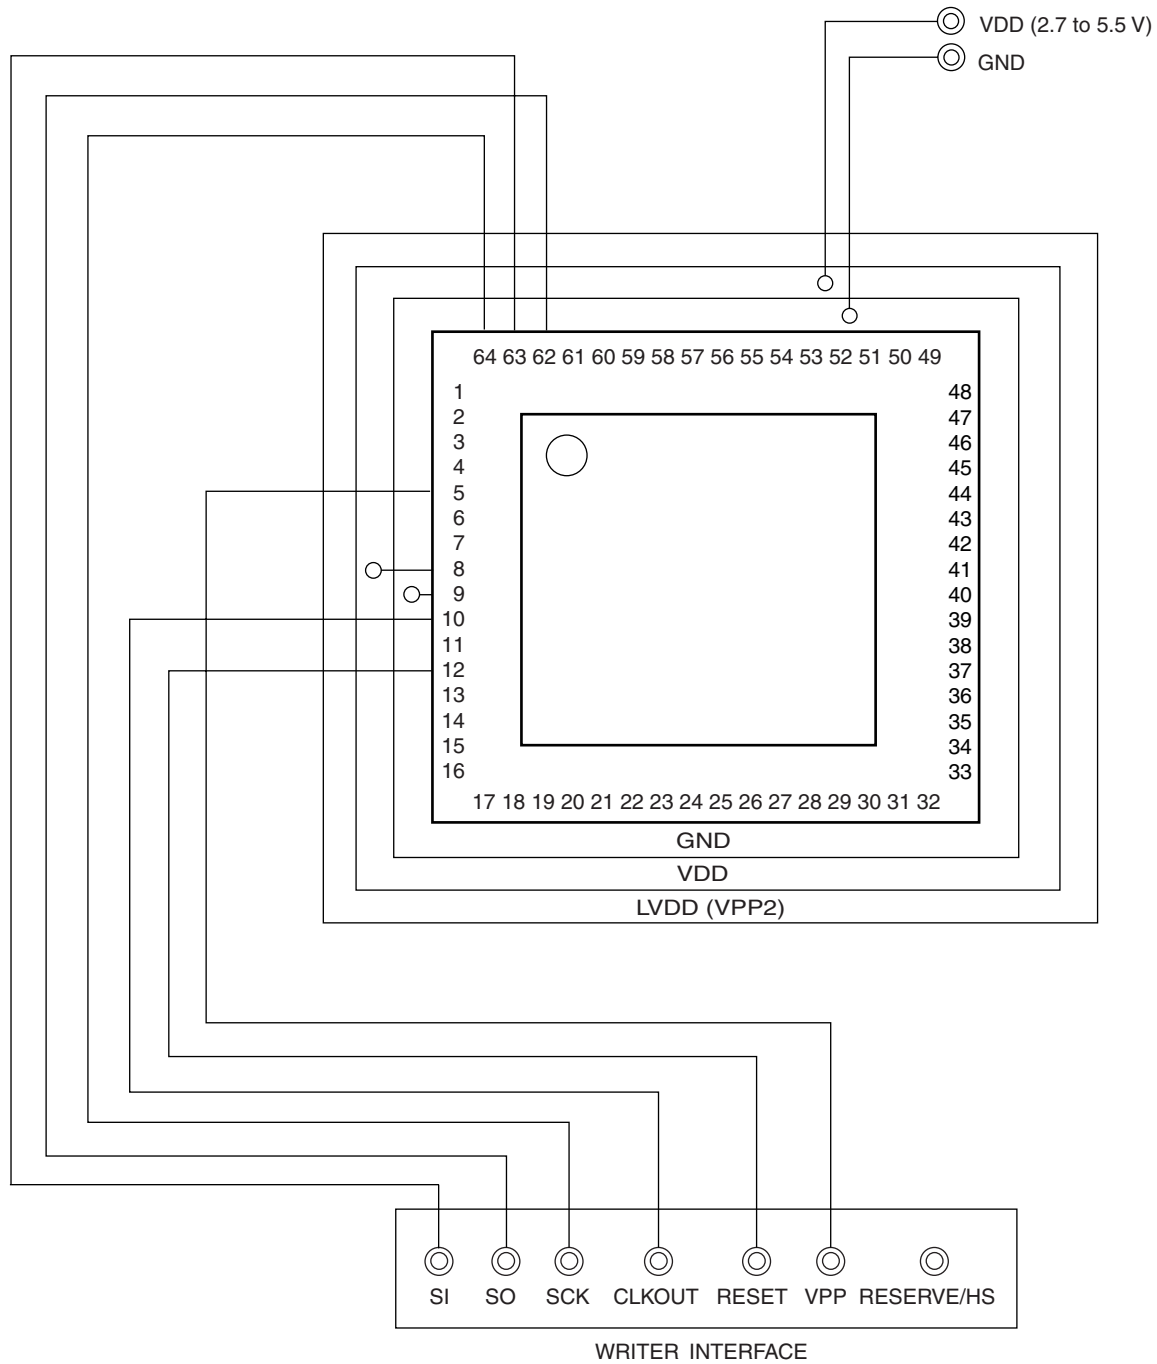 VDD (2.7 to 5.5 V)
GND
64 63 62 61 60 59 58 57 56 55 54 53 52 51 50 49
1 48
2 47
3 46
4 45
5 44
6 43
7 42
8 41
9 40
10 39
11 38
12 37
13 36
14 35
15 34
16 33
17 18 19 20 21 22 23 24 25 26 27 28 29 30 31 32
GND
VDD
LVDD (VPP2)
SI SO SCK CLKOUT RESET VPP RESERVE/HS
WRITER INTERFACE